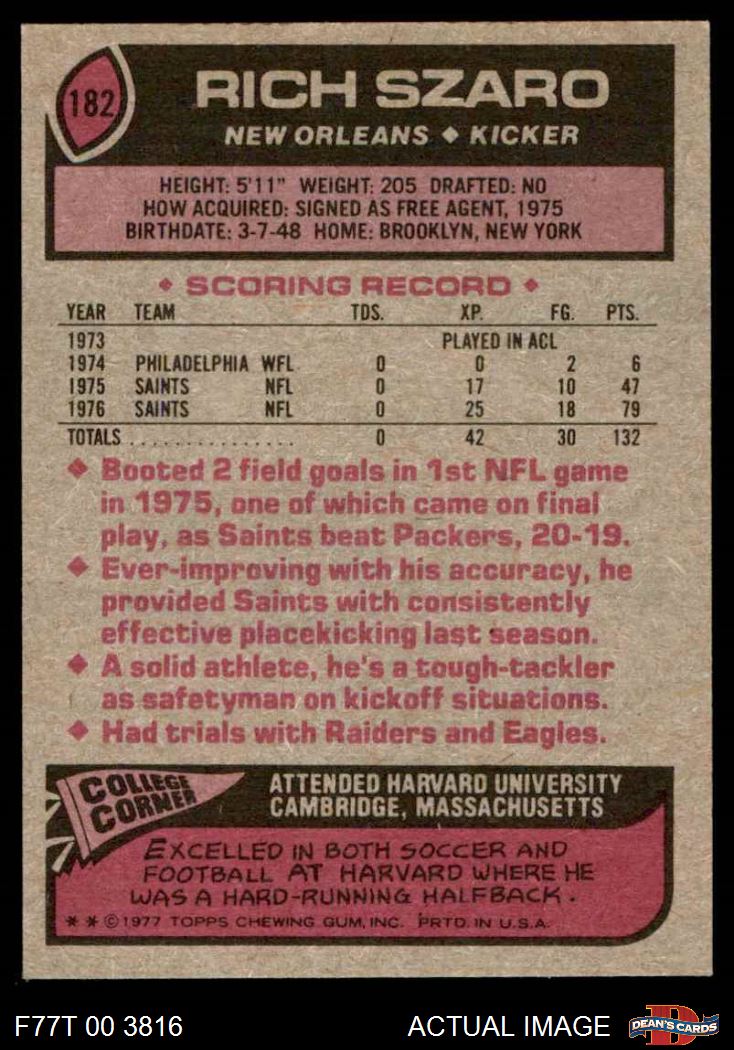 182
RICH SZARO
NEW ORLEANS ◆ KICKER
HEIGHT: 5'11" WEIGHT: 205 DRAFTED: NO
HOW ACQUIRED: SIGNED AS FREE AGENT, 1975
BIRTHDATE: 3-7-48 HOME: BROOKLYN, NEW YORK
◆ SCORING RECORD ◆
YEAR TEAM TDS. XP. FG. PTS.
1973 PLAYED IN ACL
1974 PHILADELPHIA WFL 0 0 2 6
1975 SAINTS NFL 0 17 10 47
1976 SAINTS NFL 0 25 18 79
TOTALS . . . . . . . . . . . . . . . 0 42 30 132
◆ Booted 2 field goals in 1st NFL game
in 1975, one of which came on final
play, as Saints beat Packers, 20-19.
◆ Ever-improving with his accuracy, he
provided Saints with consistently
effective placekicking last season.
◆ A solid athlete, he's a tough-tackler
as safetyman on kickoff situations.
◆ Had trials with Raiders and Eagles.
COLLEGE
CORNER
ATTENDED HARVARD UNIVERSITY
CAMBRIDGE, MASSACHUSETTS
EXCELLED IN BOTH SOCCER AND
FOOTBALL AT HARVARD WHERE HE
WAS A HARD-RUNNING HALFBACK.
* * © 1977 TOPPS CHEWING GUM, INC. PRTD. IN U.S.A.
F77T 00 3816 ACTUAL IMAGE
D
DEAN'S CARDS